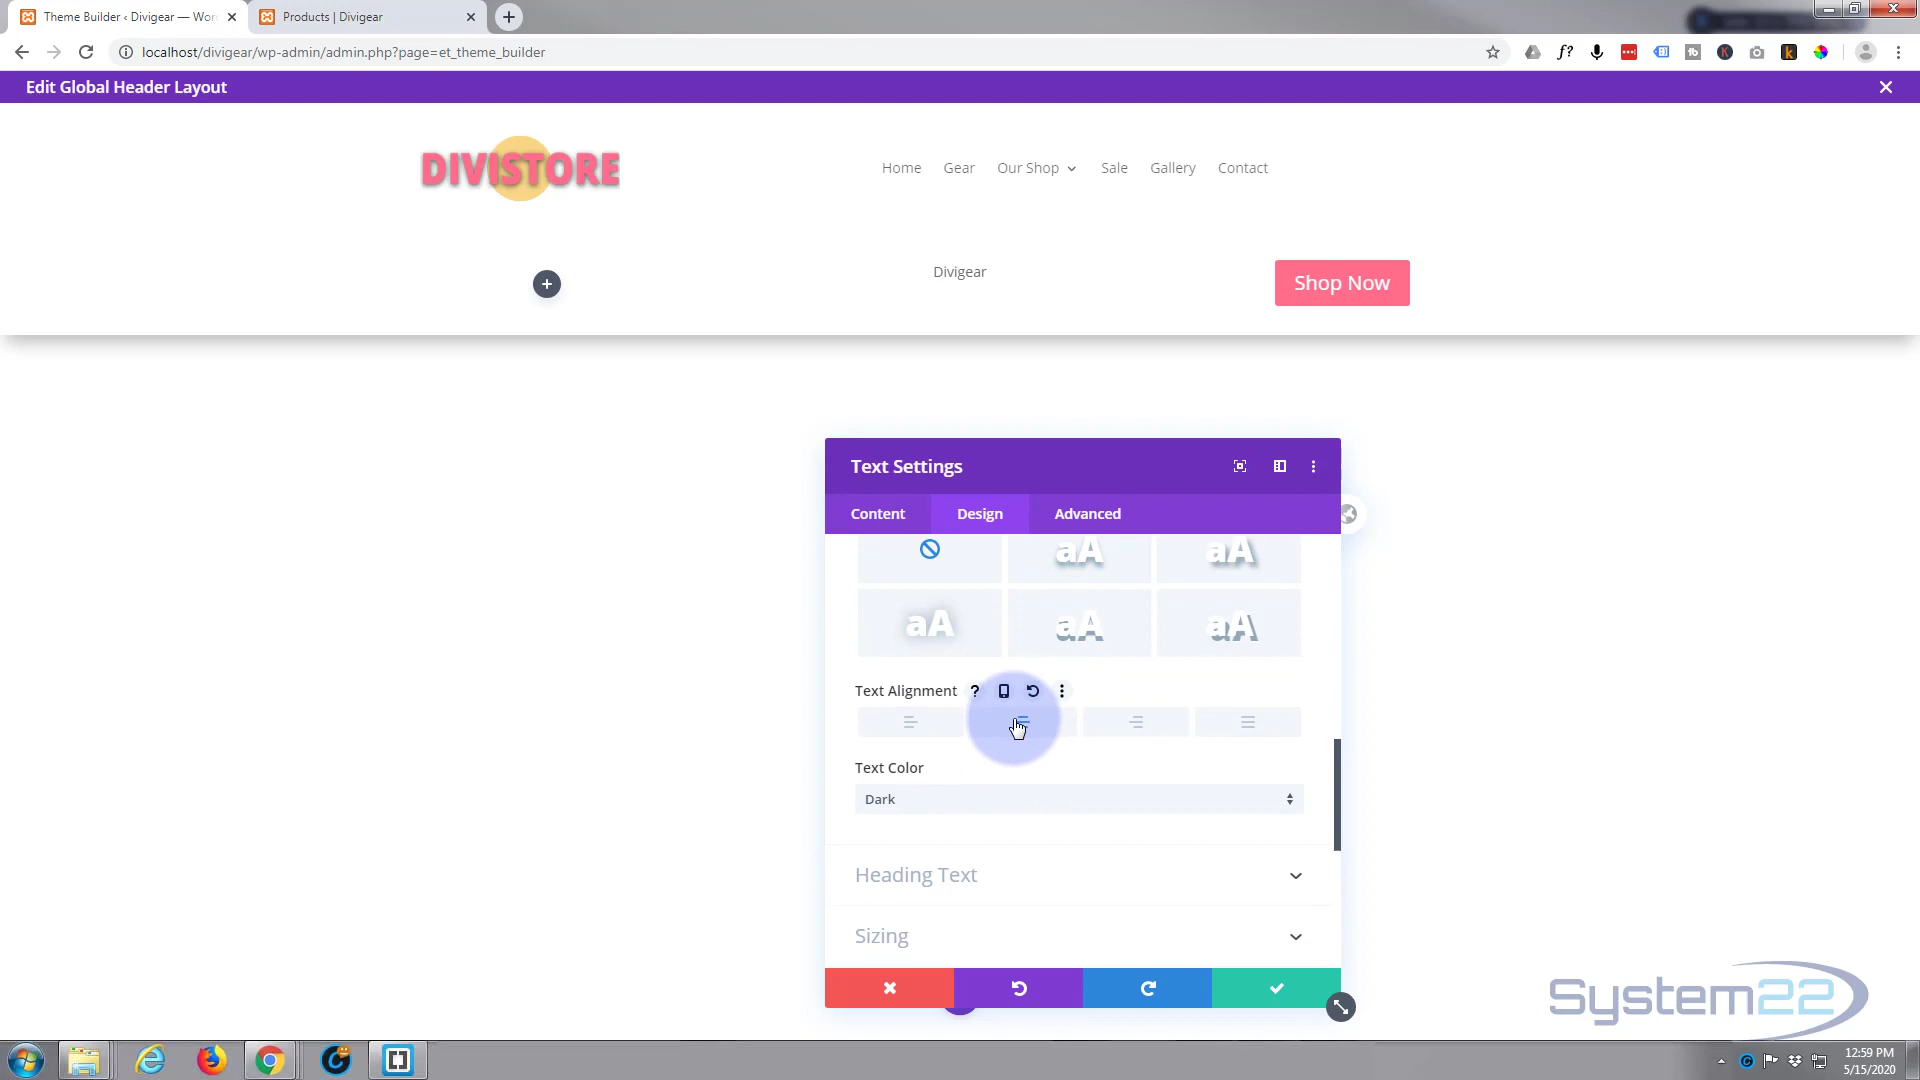 Theme Builder ‹ Divigear — Wor
Products | Divigear
localhost/divigear/wp-admin/admin.php?page=et_theme_builder
Edit Global Header Layout
DIVISTORE
Home
Gear
Our Shop
Sale
Gallery
Contact
Divigear
Shop Now
Text Settings
Content
Design
Advanced
aA
aA
aA
aA
aA
Text Alignment
Text Color
Dark
Heading Text
Sizing
System22
12:59 PM
5/15/2020